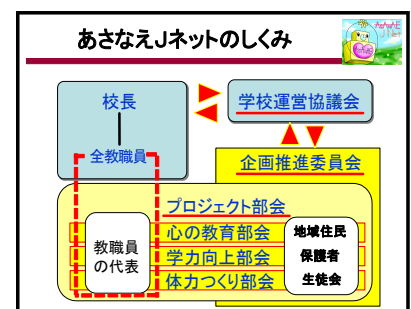 あさなえJネットのしくみ
校長
学校運営協議会
全教職員
企画推進委員会
プロジェクト部会
心の教育部会
学力向上部会
体力つくり部会
教職員
の代表
地域住民
保護者
生徒会